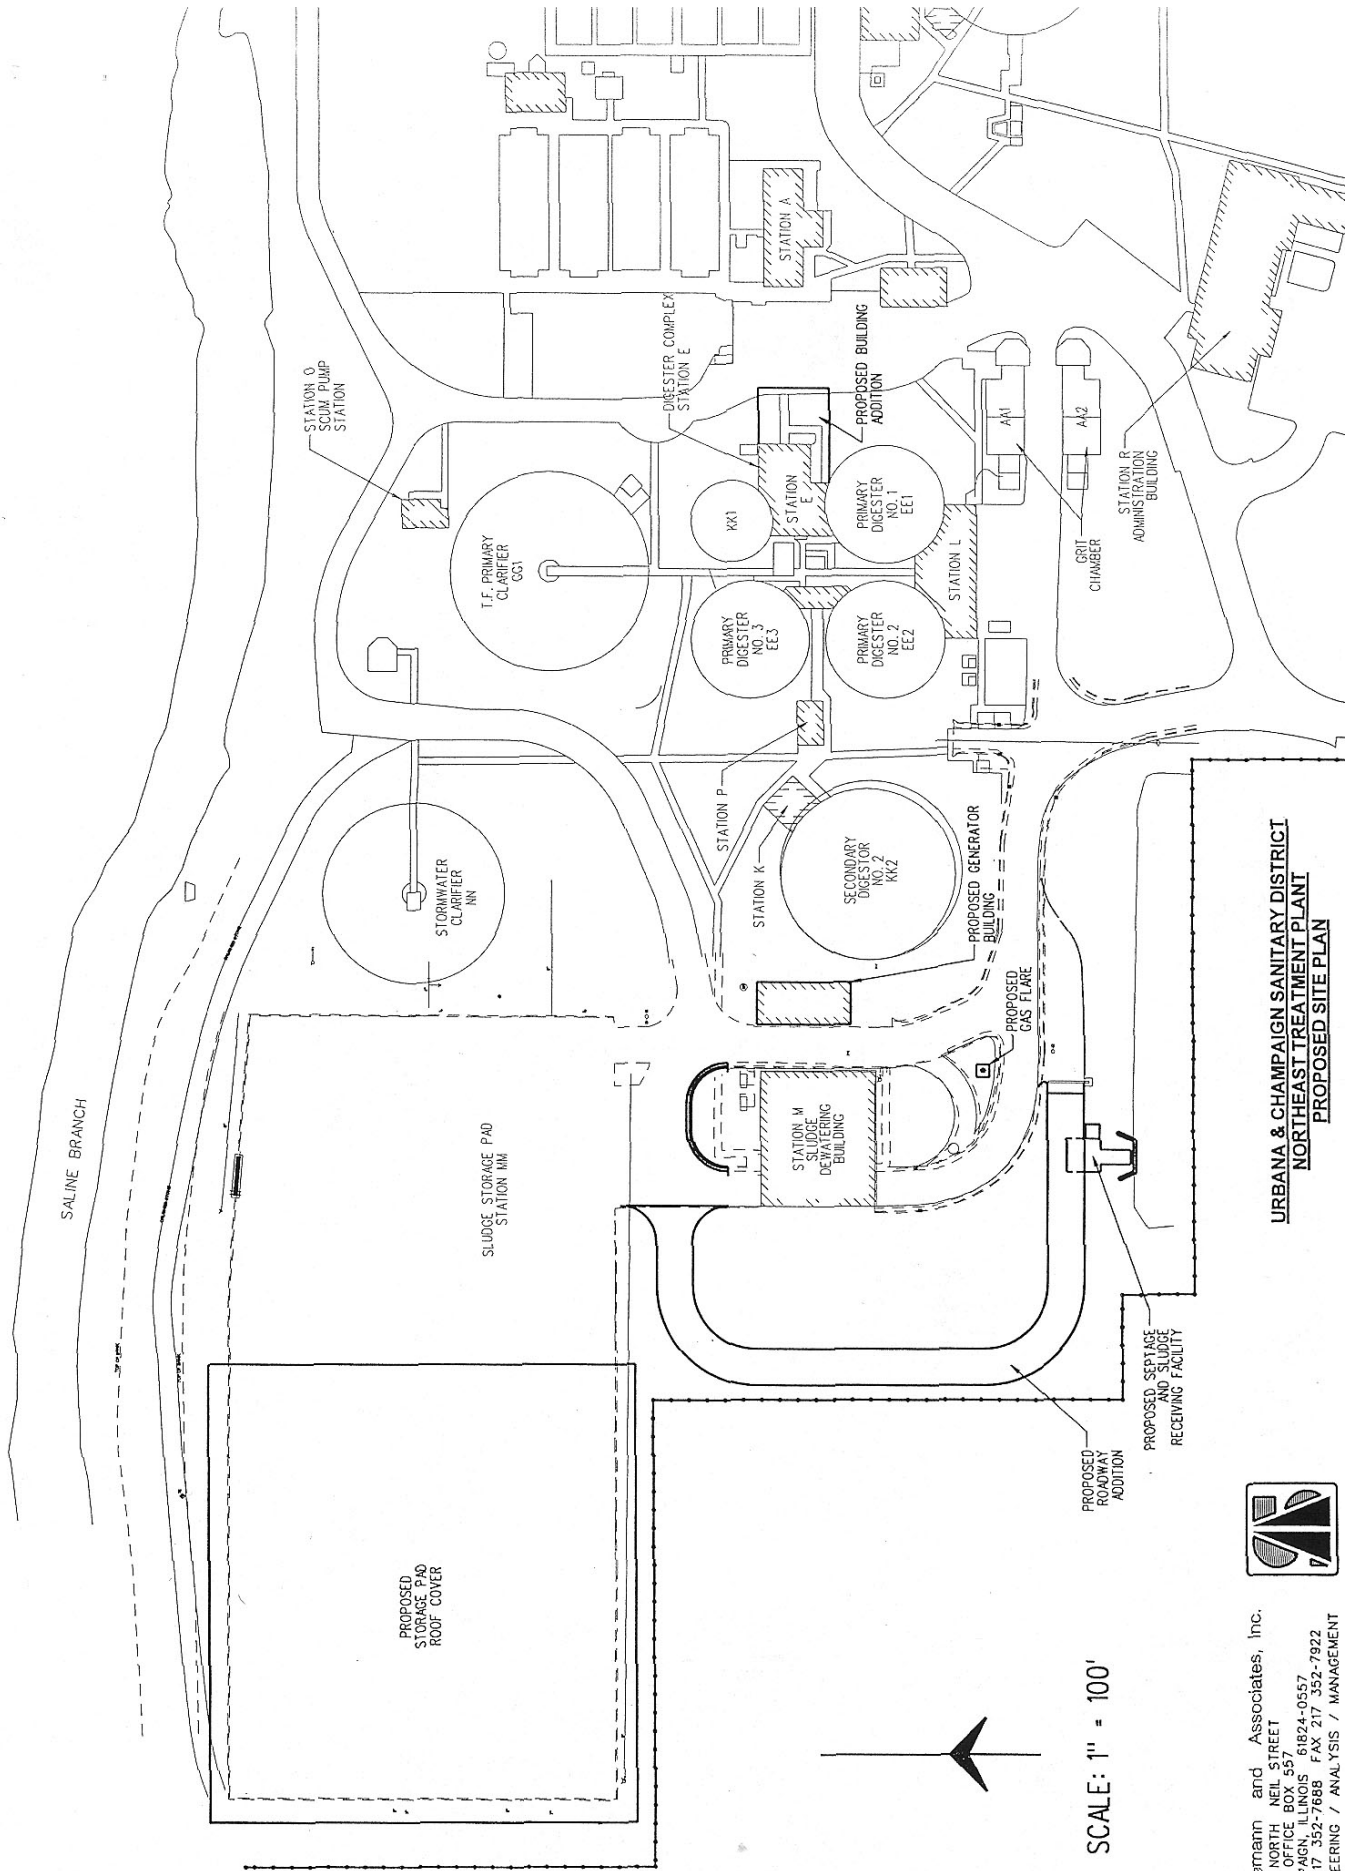 SALINE BRANCH
STATION O
SCUM PUMP
STATION
T.F. PRIMARY
CLARIFIER
GG1
STORMWATER
CLARIFIER
NN
SLUDGE STORAGE PAD
STATION MM
PROPOSED
STORAGE PAD
ROOF COVER
DIGESTER COMPLEX
STATION E
STATION A
KK1
STATION
E
PROPOSED BUILDING
ADDITION
PRIMARY
DIGESTER
NO. 1
EE1
PRIMARY
DIGESTER
NO. 3
EE3
PRIMARY
DIGESTER
NO. 2
EE2
STATION L
AA1
AA2
GRIT
CHAMBER
STATION R
ADMINISTRATION
BUILDING
STATION P
STATION K
SECONDARY
DIGESTOR
NO. 2
KK2
PROPOSED GENERATOR
BUILDING
PROPOSED
GAS FLARE
STATION M
SLUDGE
DEWATERING
BUILDING
PROPOSED SEPTAGE
AND SLUDGE
RECEIVING FACILITY
PROPOSED
ROADWAY
ADDITION
SCALE: 1" = 100'
URBANA & CHAMPAIGN SANITARY DISTRICT
NORTHEAST TREATMENT PLANT
PROPOSED SITE PLAN
emann and Associates, Inc.
NORTH NEIL STREET
OFFICE BOX 557
PAIGN, ILLINOIS 61824-0557
17 352-7688 FAX 217 352-7922
EERING / ANALYSIS / MANAGEMENT